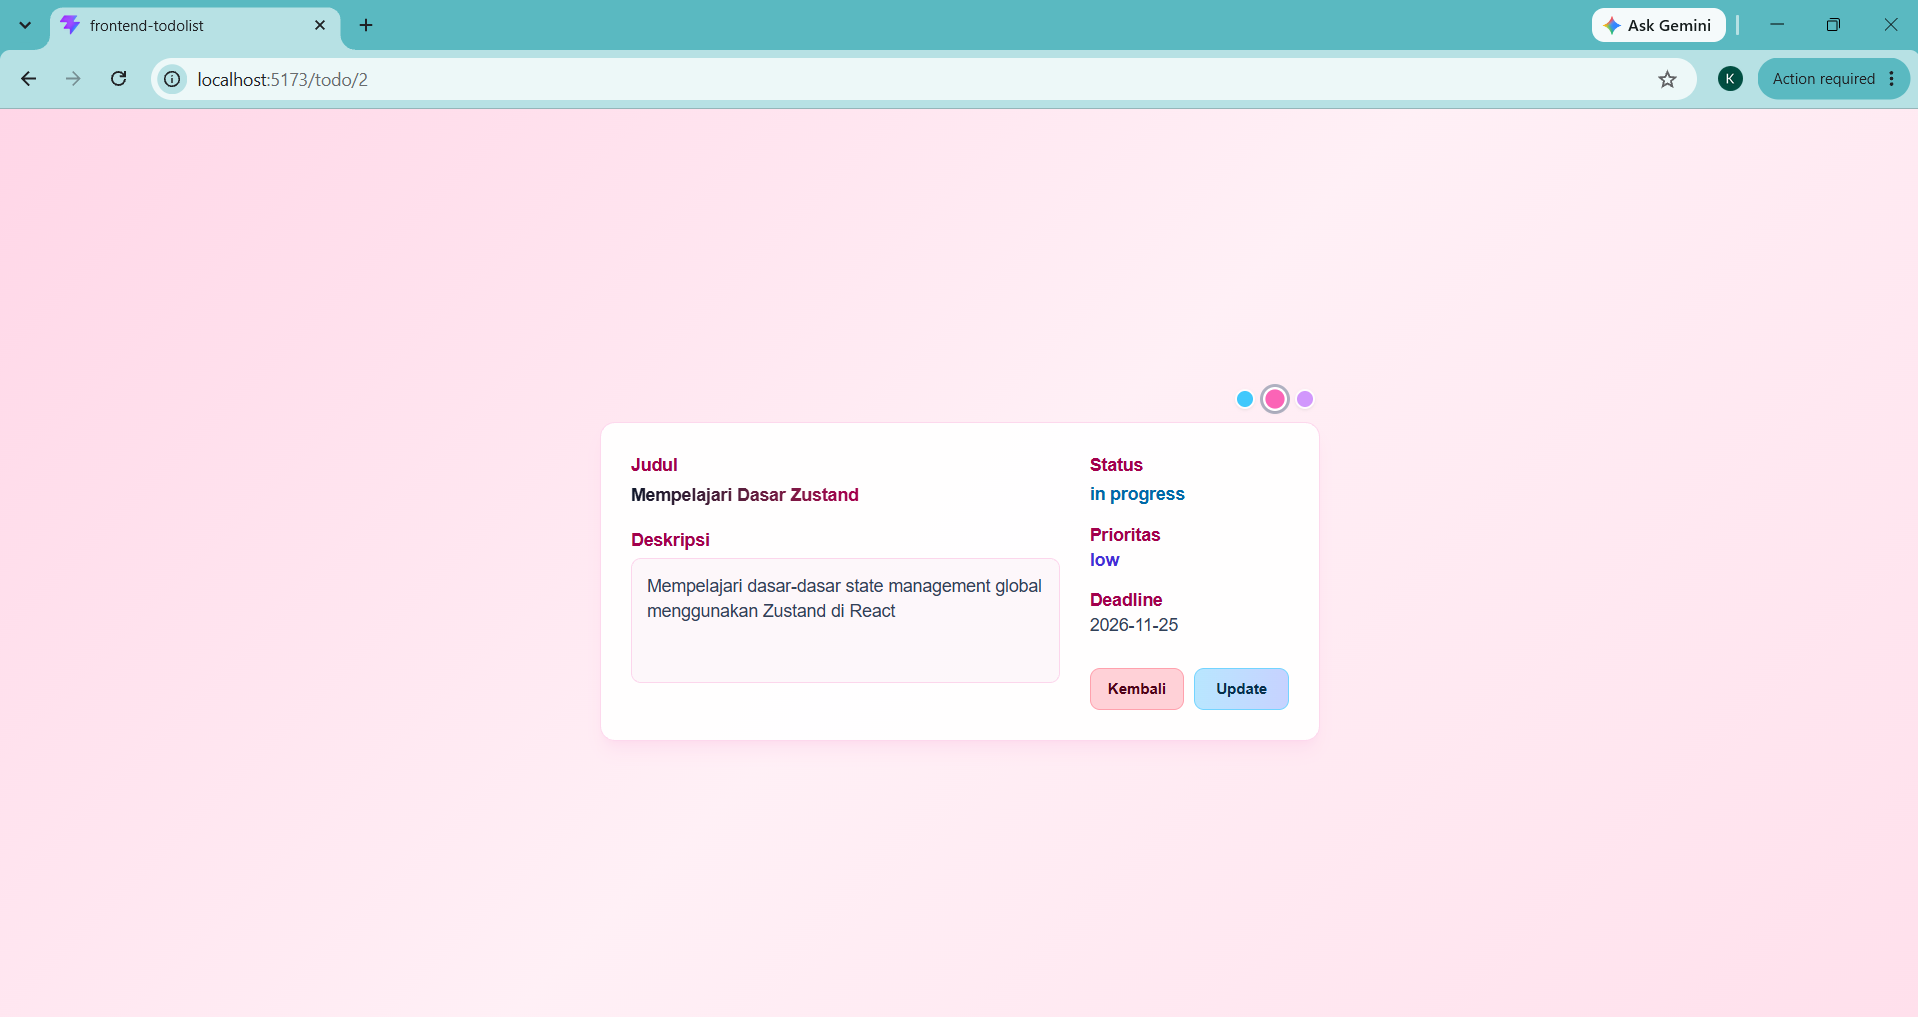 frontend-todolist
Ask Gemini
localhost:5173/todo/2
K
Action required
Judul
Mempelajari Dasar Zustand
Deskripsi
Mempelajari dasar-dasar state management global
menggunakan Zustand di React
Status
in progress
Prioritas
low
Deadline
2026-11-25
Kembali
Update